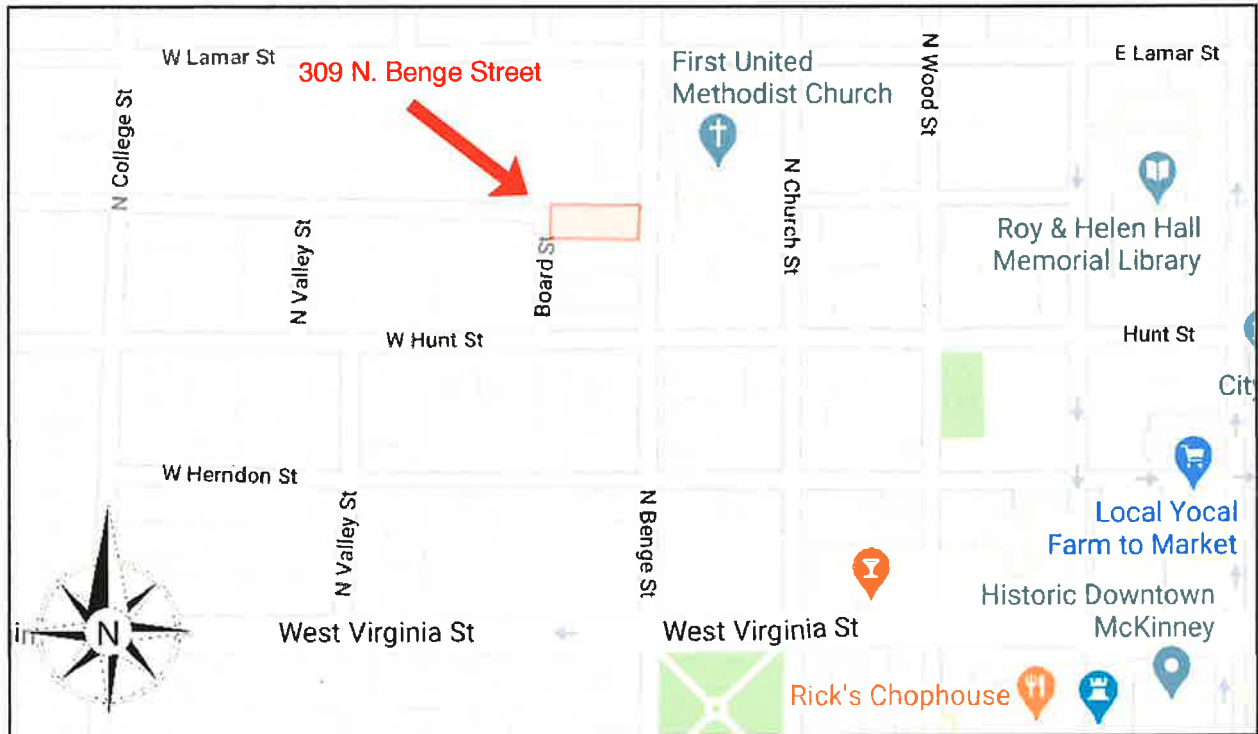 W Lamar St
309 N. Benge Street
First United
Methodist Church
N Wood St
E Lamar St
N College St
N Church St
Roy & Helen Hall
Memorial Library
N Valley St
Board St
W Hunt St
Hunt St
City
W Herndon St
N Valley St
N Benge St
Local Yocal
Farm to Market
Historic Downtown
McKinney
in
N
West Virginia St
West Virginia St
Rick's Chophouse